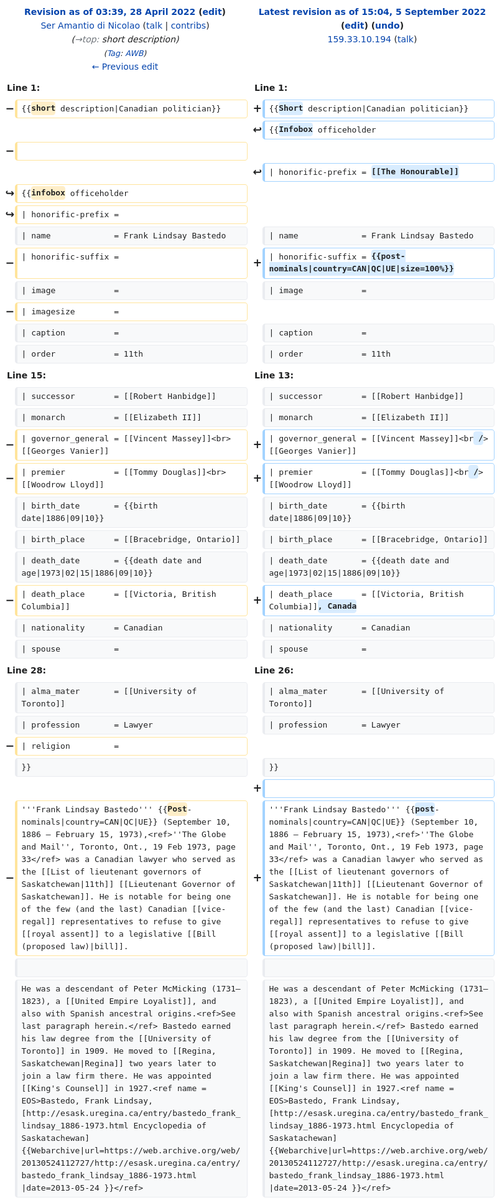 Revision as of 03:39, 28 April 2022 (edit)
Ser Amantio di Nicolao (talk | contribs)
(→top: short description)
(Tag: AWB)
← Previous edit
Latest revision as of 15:04, 5 September 2022
(edit) (undo)
159.33.10.194 (talk)
Line 1:
Line 1:
− {{short description|Canadian politician}}
+ {{Short description|Canadian politician}}
↩ {{Infobox officeholder
−
↩ | honorific-prefix = [[The Honourable]]
↪ {{infobox officeholder
↪ | honorific-prefix =
| name = Frank Lindsay Bastedo
| name = Frank Lindsay Bastedo
− | honorific-suffix =
+ | honorific-suffix = {{post-
nominals|country=CAN|QC|UE|size=100%}}
| image =
| image =
− | imagesize =
| caption =
| caption =
| order = 11th
| order = 11th
Line 15:
Line 13:
| successor = [[Robert Hanbidge]]
| successor = [[Robert Hanbidge]]
| monarch = [[Elizabeth II]]
| monarch = [[Elizabeth II]]
− | governor_general = [[Vincent Massey]]<br>
[[Georges Vanier]]
+ | governor_general = [[Vincent Massey]]<br />
[[Georges Vanier]]
− | premier = [[Tommy Douglas]]<br>
[[Woodrow Lloyd]]
+ | premier = [[Tommy Douglas]]<br />
[[Woodrow Lloyd]]
| birth_date = {{birth
date|1886|09|10}}
| birth_date = {{birth
date|1886|09|10}}
| birth_place = [[Bracebridge, Ontario]]
| birth_place = [[Bracebridge, Ontario]]
| death_date = {{death date and
age|1973|02|15|1886|09|10}}
| death_date = {{death date and
age|1973|02|15|1886|09|10}}
− | death_place = [[Victoria, British
Columbia]]
+ | death_place = [[Victoria, British
Columbia]], Canada
| nationality = Canadian
| nationality = Canadian
| spouse =
| spouse =
Line 28:
Line 26:
| alma_mater = [[University of
Toronto]]
| alma_mater = [[University of
Toronto]]
| profession = Lawyer
| profession = Lawyer
− | religion =
}}
}}
+
− '''Frank Lindsay Bastedo''' {{Post-
nominals|country=CAN|QC|UE}} (September 10,
1886 – February 15, 1973),<ref>''The Globe
and Mail'', Toronto, Ont., 19 Feb 1973, page
33</ref> was a Canadian lawyer who served as
the [[List of lieutenant governors of
Saskatchewan|11th]] [[Lieutenant Governor of
Saskatchewan]]. He is notable for being one
of the few (and the last) Canadian [[vice-
regal]] representatives to refuse to give
[[royal assent]] to a legislative [[Bill
(proposed law)|bill]].
+ '''Frank Lindsay Bastedo''' {{post-
nominals|country=CAN|QC|UE}} (September 10,
1886 – February 15, 1973),<ref>''The Globe
and Mail'', Toronto, Ont., 19 Feb 1973, page
33</ref> was a Canadian lawyer who served as
the [[List of lieutenant governors of
Saskatchewan|11th]] [[Lieutenant Governor of
Saskatchewan]]. He is notable for being one
of the few (and the last) Canadian [[vice-
regal]] representatives to refuse to give
[[royal assent]] to a legislative [[Bill
(proposed law)|bill]].
He was a descendant of Peter McMicking (1731–
1823), a [[United Empire Loyalist]], and
also with Spanish ancestral origins.<ref>See
last paragraph herein.</ref> Bastedo earned
his law degree from the [[University of
Toronto]] in 1909. He moved to [[Regina,
Saskatchewan|Regina]] two years later to
join a law firm there. He was appointed
[[King's Counsel]] in 1927.<ref name =
EOS>Bastedo, Frank Lindsay,
[http://esask.uregina.ca/entry/bastedo_frank_
lindsay_1886-1973.html Encyclopedia of
Saskatachewan]
{{Webarchive|url=https://web.archive.org/web/
20130524112727/http://esask.uregina.ca/entry/
bastedo_frank_lindsay_1886-1973.html
|date=2013-05-24 }}</ref>
He was a descendant of Peter McMicking (1731–
1823), a [[United Empire Loyalist]], and
also with Spanish ancestral origins.<ref>See
last paragraph herein.</ref> Bastedo earned
his law degree from the [[University of
Toronto]] in 1909. He moved to [[Regina,
Saskatchewan|Regina]] two years later to
join a law firm there. He was appointed
[[King's Counsel]] in 1927.<ref name =
EOS>Bastedo, Frank Lindsay,
[http://esask.uregina.ca/entry/bastedo_frank_
lindsay_1886-1973.html Encyclopedia of
Saskatachewan]
{{Webarchive|url=https://web.archive.org/web/
20130524112727/http://esask.uregina.ca/entry/
bastedo_frank_lindsay_1886-1973.html
|date=2013-05-24 }}</ref>